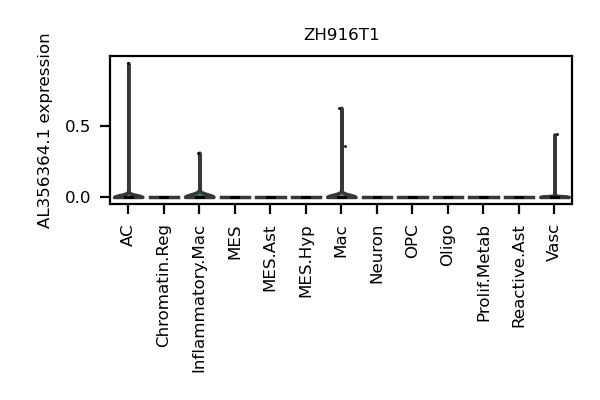 ZH916T1
AL356364.1 expression
0.5
0.0
AC
Chromatin.Reg
Inflammatory.Mac
MES
MES.Ast
MES.Hyp
Mac
Neuron
OPC
Oligo
Prolif.Metab
Reactive.Ast
Vasc